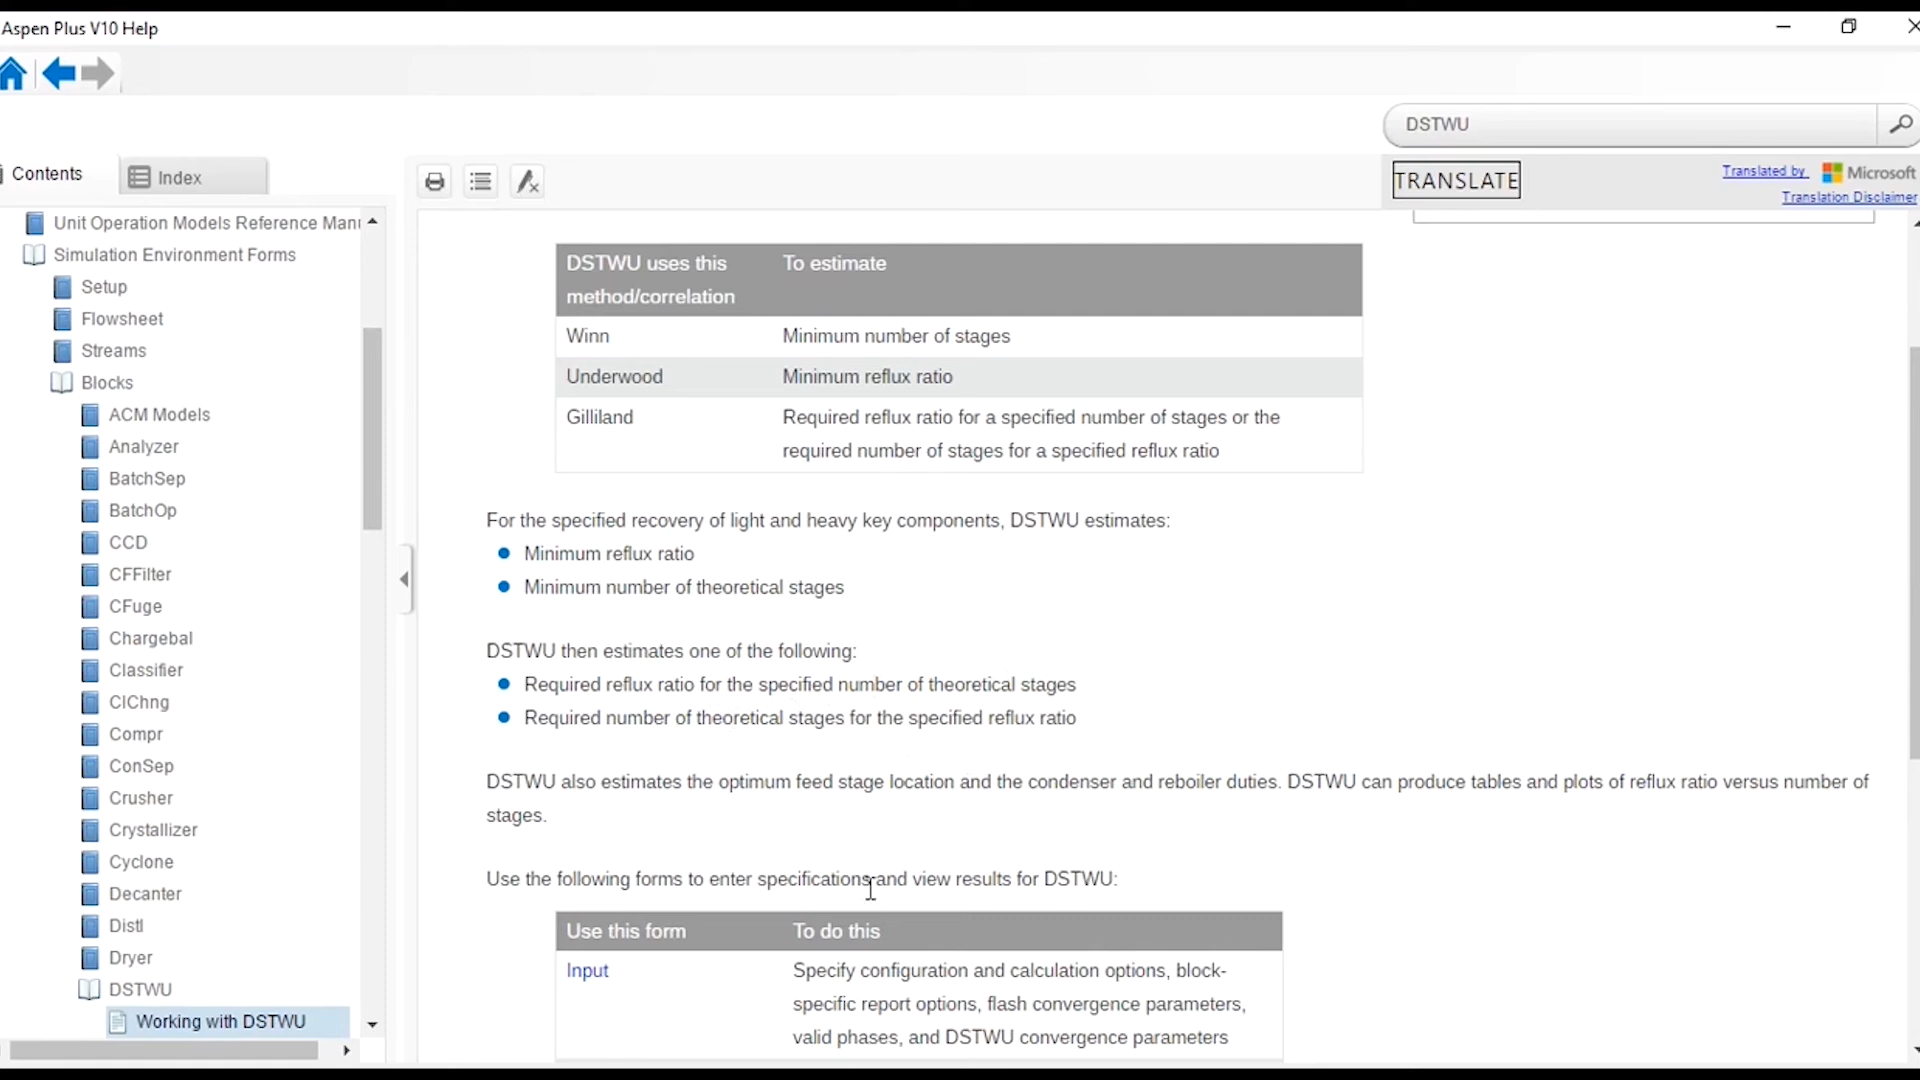 Aspen Plus V10 Help
DSTWU
Contents
Index
TRANSLATE
Translated by
Microsoft
Translation Disclaimer
Unit Operation Models Reference Manu
Simulation Environment Forms
Setup
Flowsheet
Streams
Blocks
ACM Models
Analyzer
BatchSep
BatchOp
CCD
CFFilter
CFuge
Chargebal
Classifier
ClChng
Compr
ConSep
Crusher
Crystallizer
Cyclone
Decanter
Distl
Dryer
DSTWU
Working with DSTWU
DSTWU uses this To estimate
method/correlation
Winn Minimum number of stages
Underwood Minimum reflux ratio
Gilliland Required reflux ratio for a specified number of stages or the
required number of stages for a specified reflux ratio
For the specified recovery of light and heavy key components, DSTWU estimates:
Minimum reflux ratio
Minimum number of theoretical stages
DSTWU then estimates one of the following:
Required reflux ratio for the specified number of theoretical stages
Required number of theoretical stages for the specified reflux ratio
DSTWU also estimates the optimum feed stage location and the condenser and reboiler duties. DSTWU can produce tables and plots of reflux ratio versus number of
stages.
Use the following forms to enter specifications and view results for DSTWU:
Use this form To do this
Input Specify configuration and calculation options, block-
specific report options, flash convergence parameters,
valid phases, and DSTWU convergence parameters